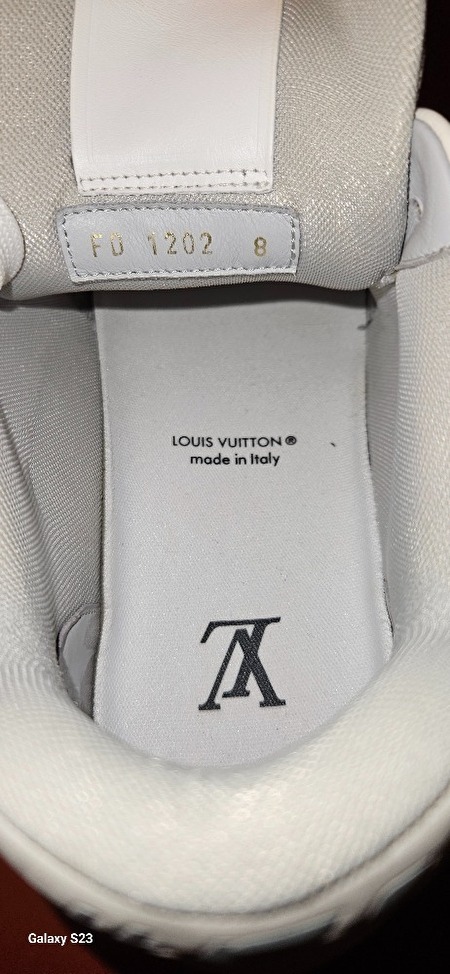 FD 1202 8
LOUIS VUITTON®
made in Italy
LV
Galaxy S23